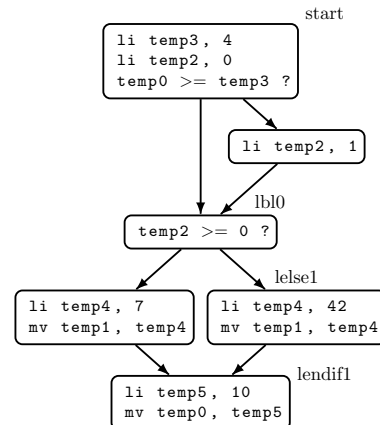 start
li temp3, 4
li temp2, 0
temp0 >= temp3 ?
li temp2, 1
lbl0
temp2 >= 0 ?
lelse1
li temp4, 7
mv temp1, temp4
li temp4, 42
mv temp1, temp4
lendif1
li temp5, 10
mv temp0, temp5